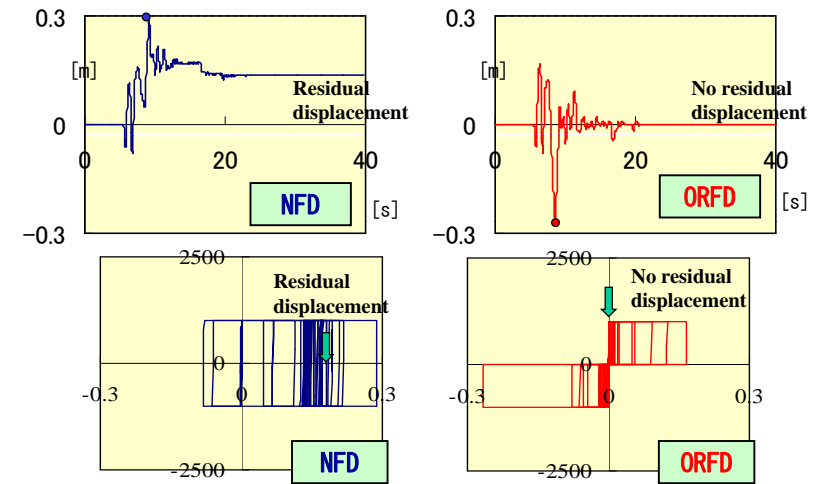 0.3
[m]
Residual
displacement
0
0
20
40
NFD
[s]
-0.3
0.3
[m]
No residual
displacement
0
0
20
40
ORFD
[s]
-0.3
2500
Residual
displacement
0
-0.3
0
0.3
-2500
NFD
2500
No residual
displacement
0
-0.3
0
0.3
-2500
ORFD